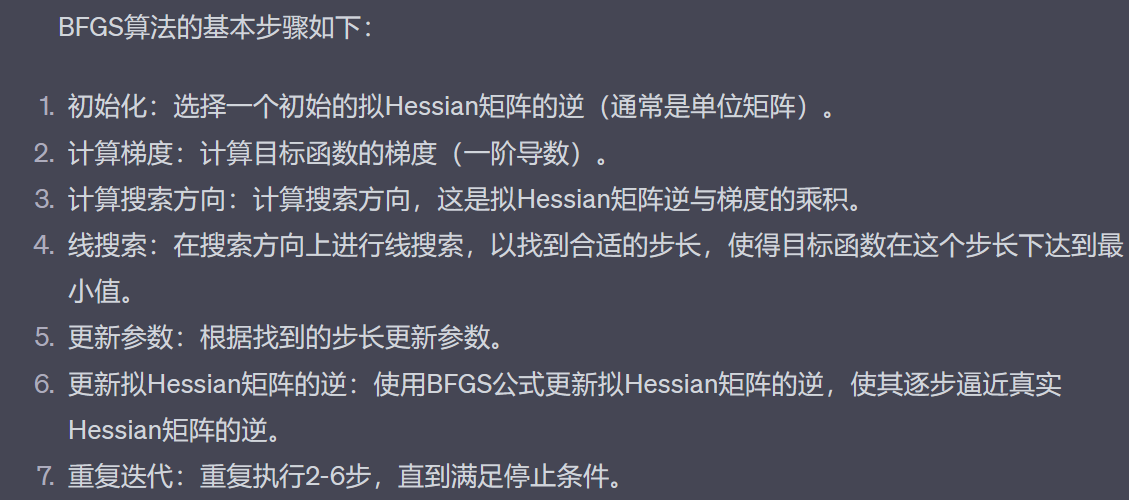 BFGS算法的基本步骤如下：
1. 初始化：选择一个初始的拟Hessian矩阵的逆（通常是单位矩阵）。
2. 计算梯度：计算目标函数的梯度（一阶导数）。
3. 计算搜索方向：计算搜索方向，这是拟Hessian矩阵逆与梯度的乘积。
4. 线搜索：在搜索方向上进行线搜索，以找到合适的步长，使得目标函数在这个步长下达到最
小值。
5. 更新参数：根据找到的步长更新参数。
6. 更新拟Hessian矩阵的逆：使用BFGS公式更新拟Hessian矩阵的逆，使其逐步逼近真实
Hessian矩阵的逆。
7. 重复迭代：重复执行2-6步，直到满足停止条件。